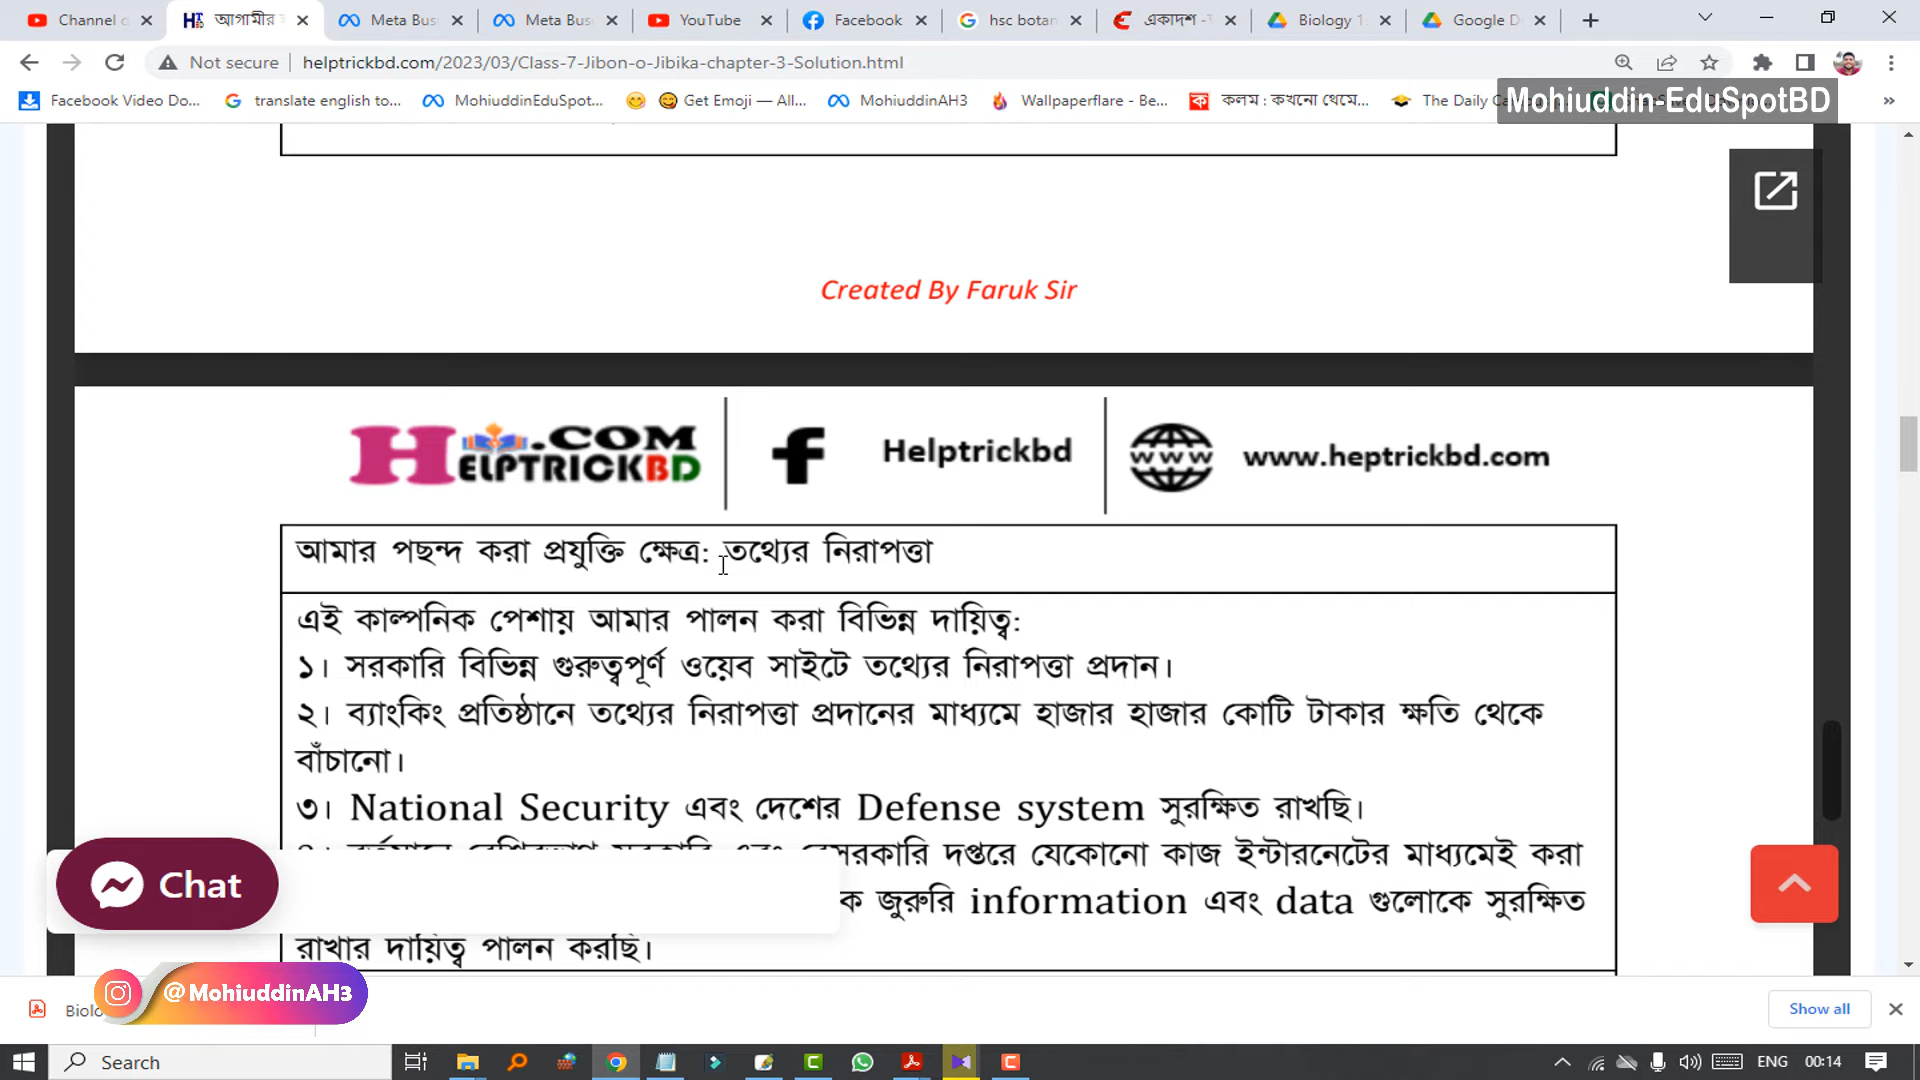 Channel c
আগামীর
Meta Bus
Meta Bus
YouTube
Facebook
hsc botan
একাদশ -
Biology 1
Google D
Not secure
helptrickbd.com/2023/03/Class-7-Jibon-o-Jibika-chapter-3-Solution.html
Facebook Video Do...
translate english to...
MohiuddinEduSpot...
Get Emoji — All...
MohiuddinAH3
Wallpaperflare - Be...
কলম : কখনো থেমে...
The Daily Ca
Mohiuddin-EduSpotBD
Created By Faruk Sir
HELPTRICKBD.COM
Helptrickbd
www.heptrickbd.com
আমার পছন্দ করা প্রযুক্তি ক্ষেত্র: তথ্যের নিরাপত্তা
এই কাল্পনিক পেশায় আমার পালন করা বিভিন্ন দায়িত্ব:
১। সরকারি বিভিন্ন গুরুত্বপূর্ণ ওয়েব সাইটে তথ্যের নিরাপত্তা প্রদান।
২। ব্যাংকিং প্রতিষ্ঠানে তথ্যের নিরাপত্তা প্রদানের মাধ্যমে হাজার হাজার কোটি টাকার ক্ষতি থেকে
বাঁচানো।
৩। National Security এবং দেশের Defense system সুরক্ষিত রাখছি।
দপ্তরে যেকোনো কাজ ইন্টারনেটের মাধ্যমেই করা
ক জুরুরি information এবং data গুলোকে সুরক্ষিত
রাখার দায়িত্ব পালন করছি।
Chat
@MohiuddinAH3
Biolo
Show all
Search
ENG
00:14